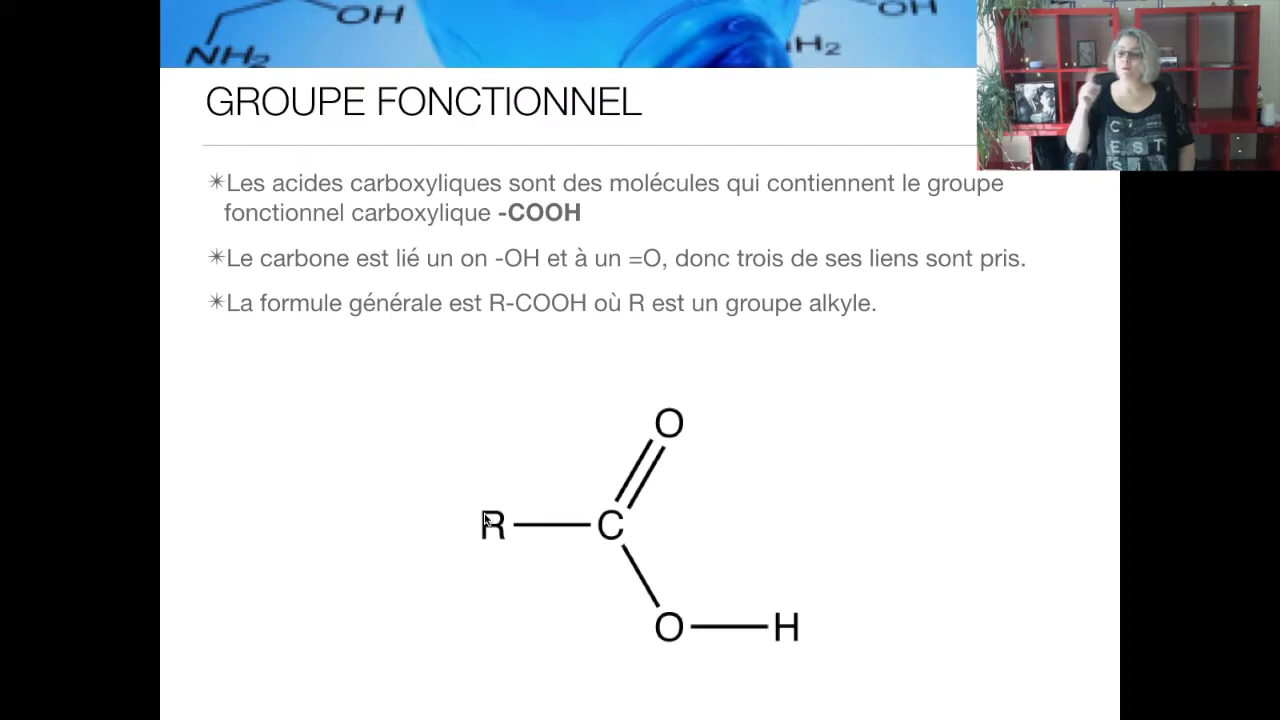 OH
OH
NH₂
H₂
GROUPE FONCTIONNEL
C EST
✴Les acides carboxyliques sont des molécules qui contiennent le groupe
fonctionnel carboxylique -COOH
✴Le carbone est lié un on -OH et à un =O, donc trois de ses liens sont pris.
✴La formule générale est R-COOH où R est un groupe alkyle.
O
R C
O H